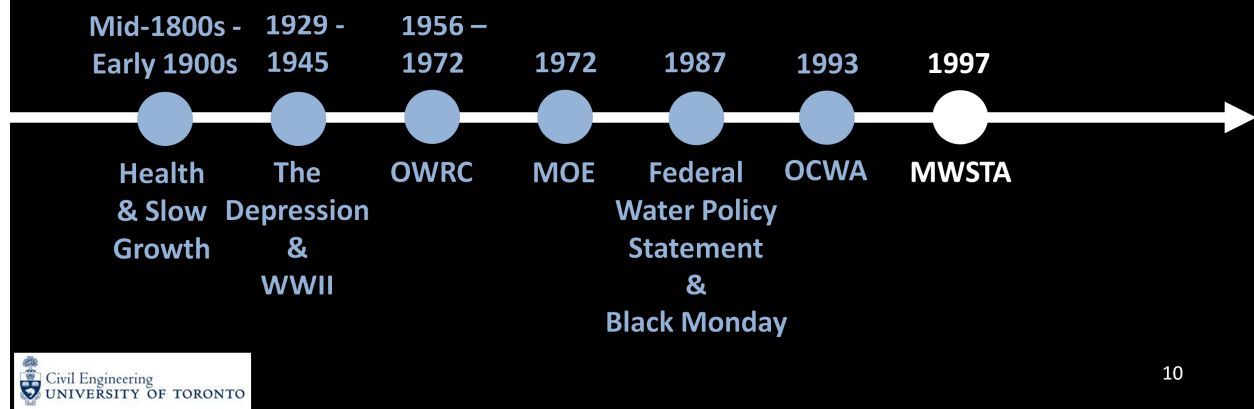 Mid-1800s -
Early 1900s
1929 -
1945
1956 –
1972
1972
1987
1993
1997
Health
& Slow
Growth
The
Depression
&
WWII
OWRC
MOE
Federal
Water Policy
Statement
&
Black Monday
OCWA
MWSTA
Civil Engineering
UNIVERSITY OF TORONTO
10